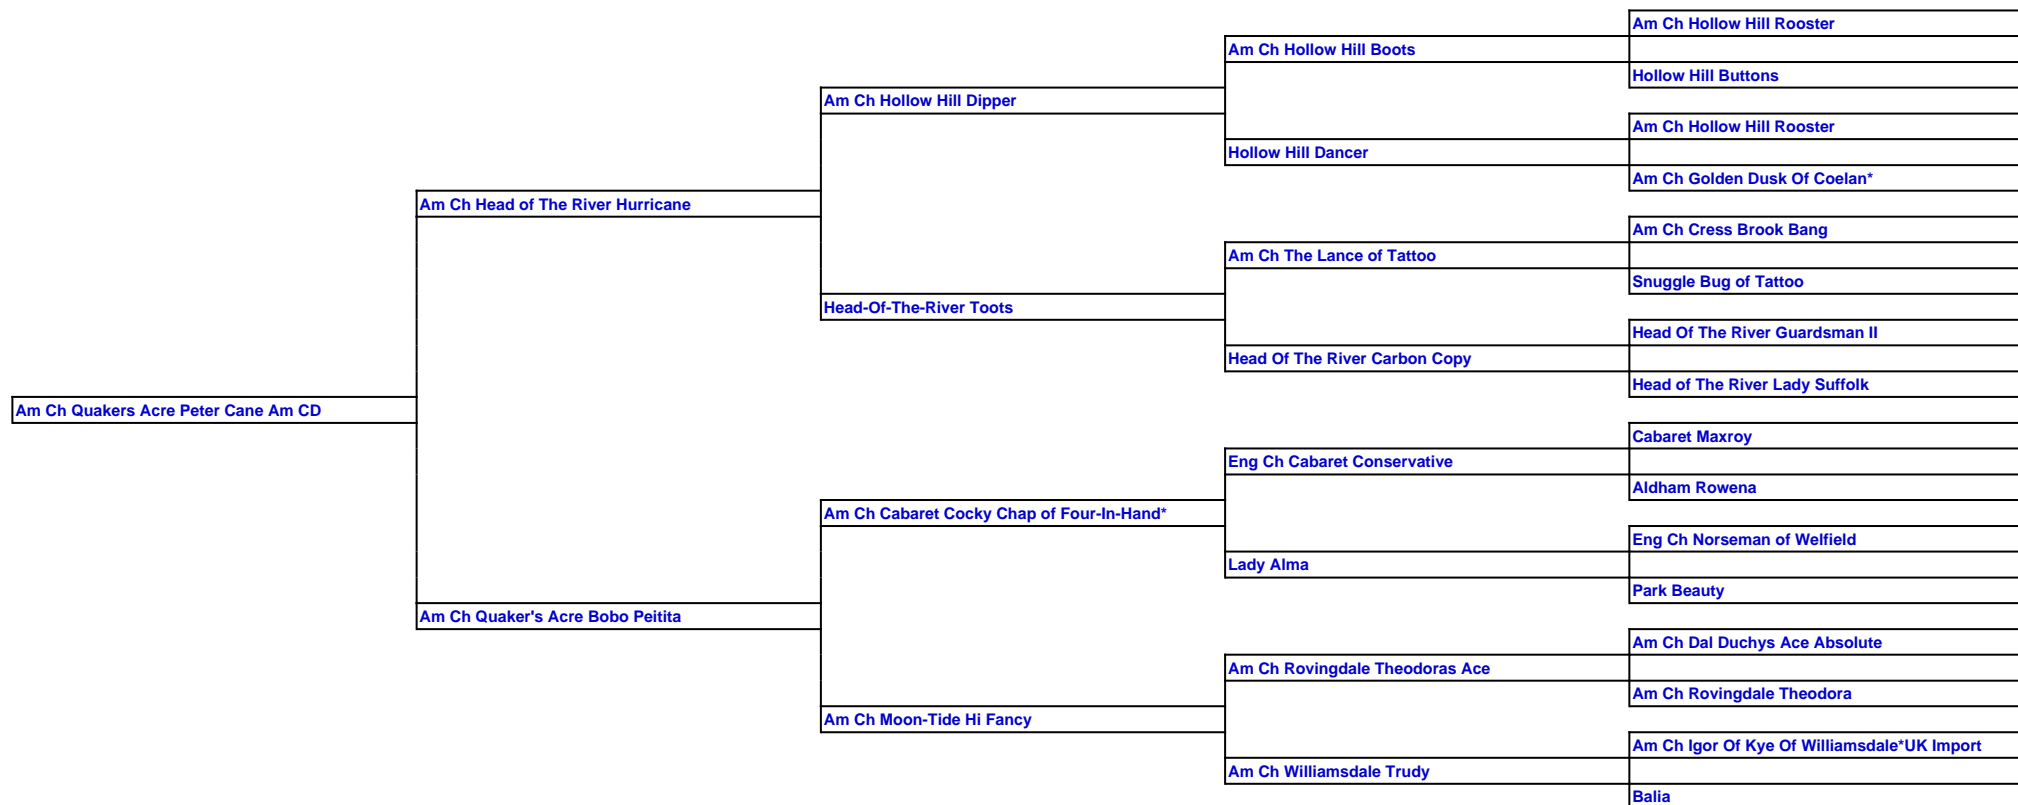 Am Ch Hollow Hill Rooster
Am Ch Hollow Hill Boots
Hollow Hill Buttons
Am Ch Hollow Hill Dipper
Am Ch Hollow Hill Rooster
Hollow Hill Dancer
Am Ch Golden Dusk Of Coelan*
Am Ch Head of The River Hurricane
Am Ch Cress Brook Bang
Am Ch The Lance of Tattoo
Snuggle Bug of Tattoo
Head-Of-The-River Toots
Head Of The River Guardsman II
Head Of The River Carbon Copy
Head of The River Lady Suffolk
Am Ch Quakers Acre Peter Cane Am CD
Cabaret Maxroy
Eng Ch Cabaret Conservative
Aldham Rowena
Am Ch Cabaret Cocky Chap of Four-In-Hand*
Eng Ch Norseman of Welfield
Lady Alma
Park Beauty
Am Ch Quaker's Acre Bobo Peitita
Am Ch Dal Duchys Ace Absolute
Am Ch Rovingdale Theodoras Ace
Am Ch Rovingdale Theodora
Am Ch Moon-Tide Hi Fancy
Am Ch Igor Of Kye Of Williamsdale*UK Import
Am Ch Williamsdale Trudy
Balia